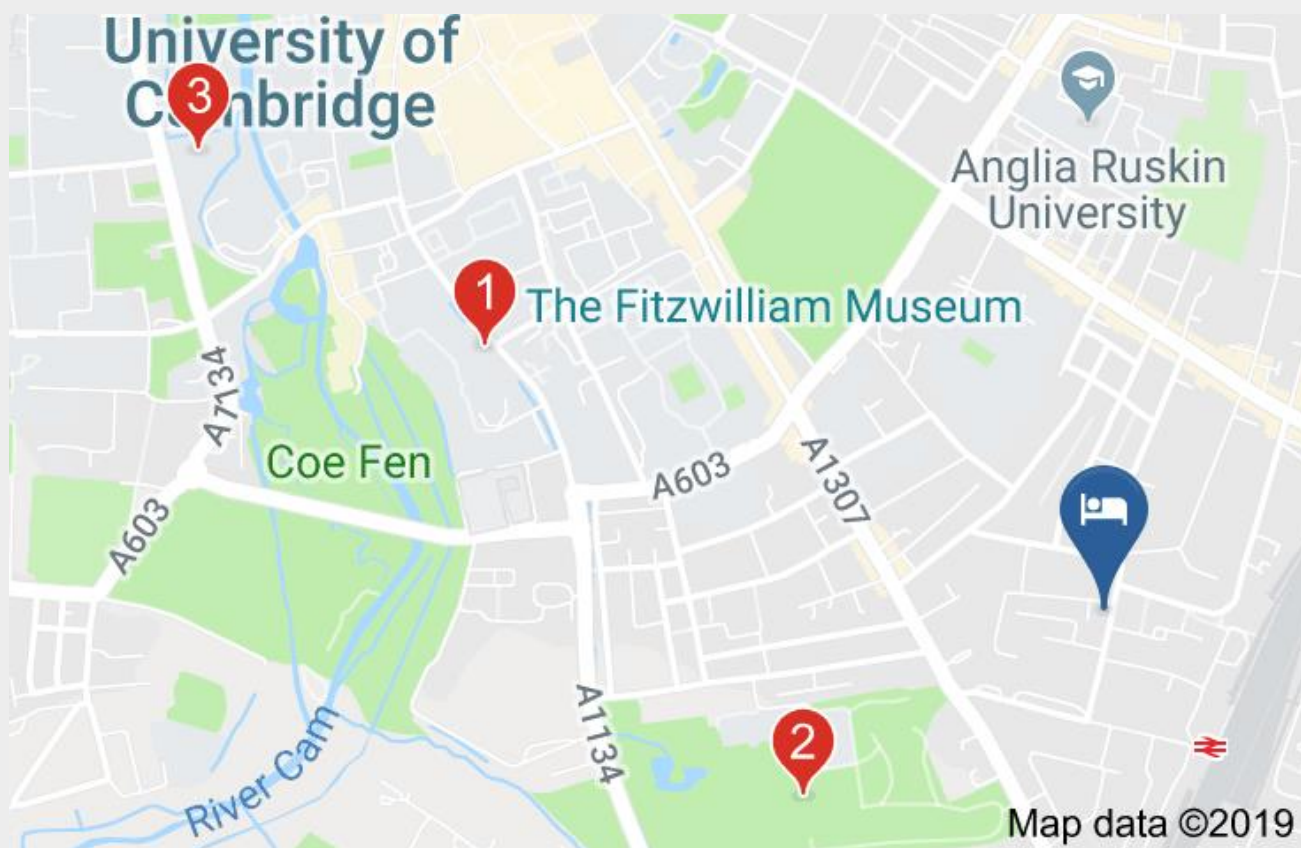 University of
Cambridge
3
Anglia Ruskin
University
1
The Fitzwilliam Museum
A7134
Coe Fen
A603
A1307
A603
A1134
2
River Cam
Map data ©2019